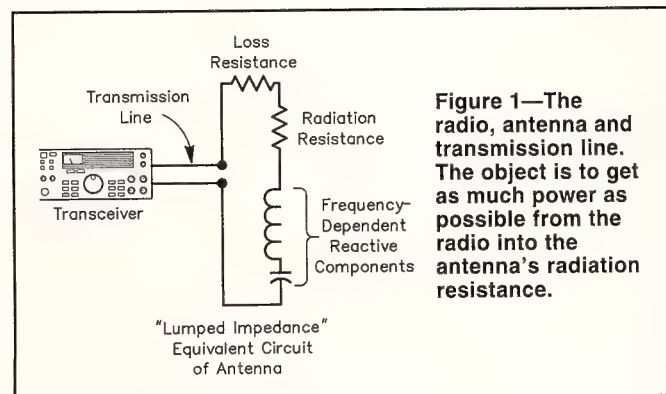 Loss
Resistance
Transmission
Line
Radiation
Resistance
Transceiver
Frequency-
Dependent
Reactive
Components
"Lumped Impedance"
Equivalent Circuit
of Antenna
Figure 1—The
radio, antenna and
transmission line.
The object is to get
as much power as
possible from the
radio into the
antenna's radiation
resistance.